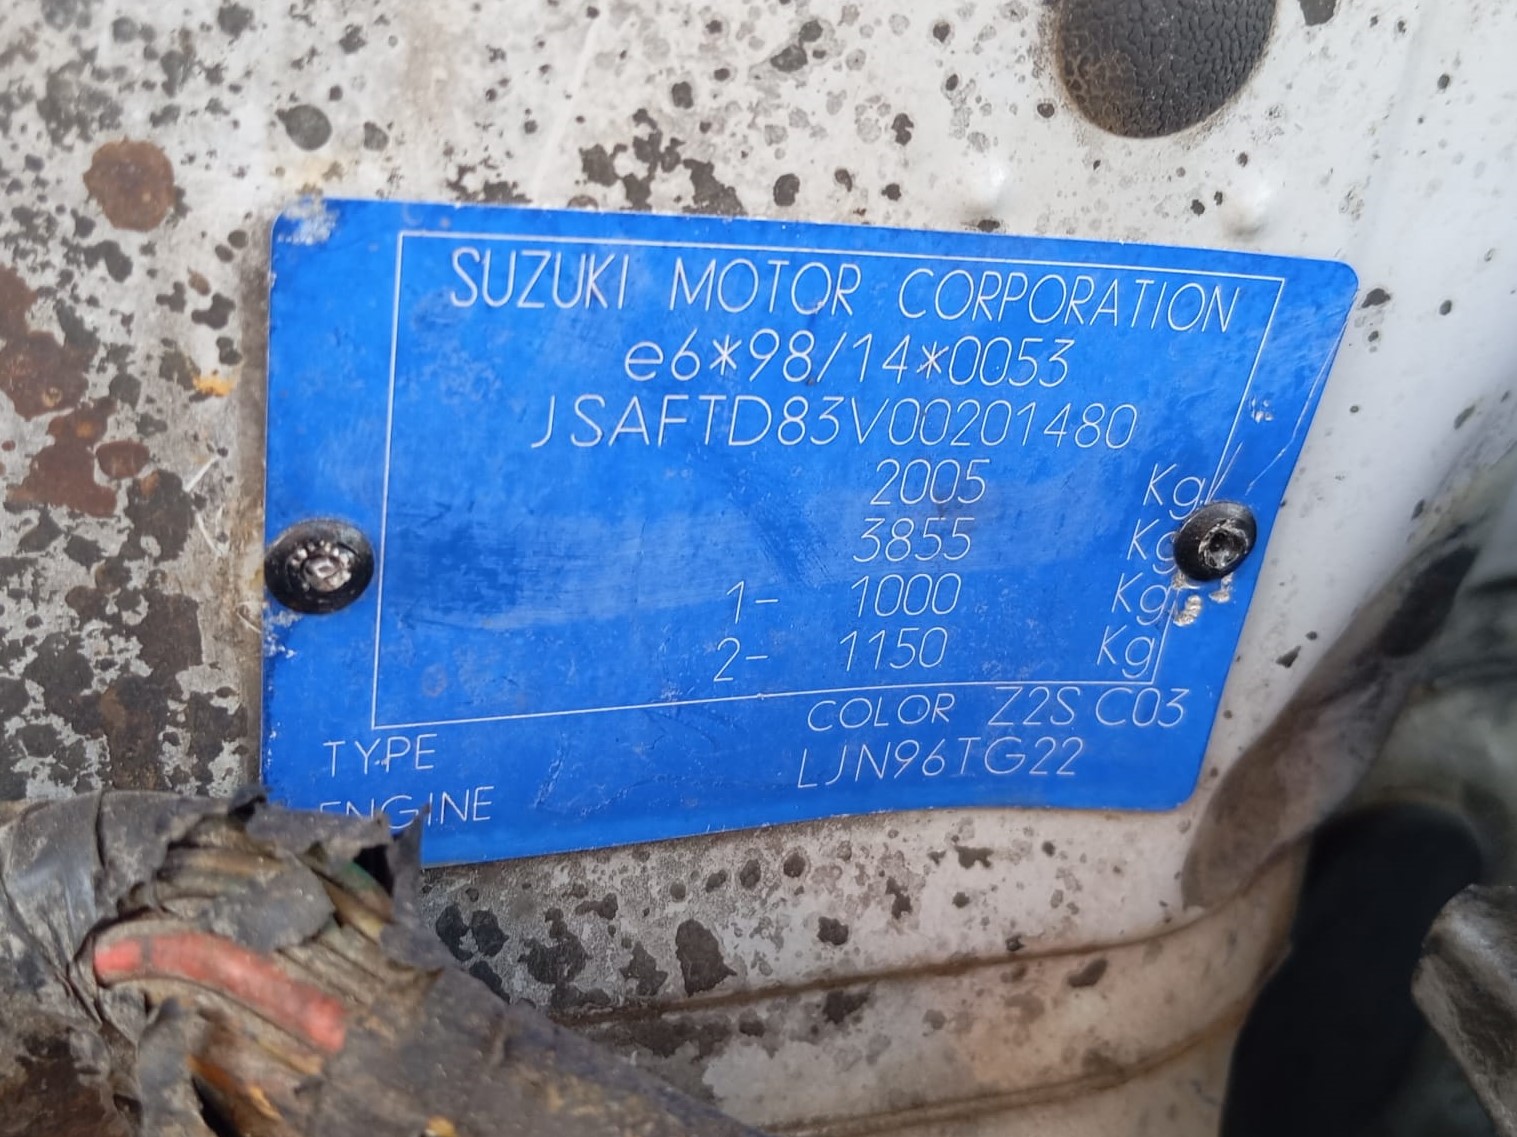 SUZUKI MOTOR CORPORATION
e6*98/14*0053
JSAFTD83V00201480
2005 Kg
3855 Kg
1- 1000 Kg
2- 1150 Kg
COLOR Z2S C03
TYPE LJN96TG22
ENGINE